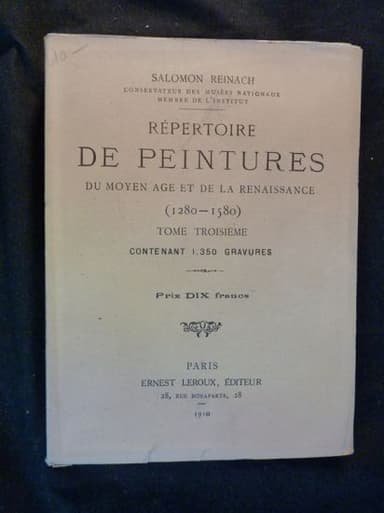 10-
SALOMON REINACH
CONSERVATEUR DES MUSÉES NATIONAUX
MEMBRE DE L'INSTITUT
RÉPERTOIRE
DE PEINTURES
DU MOYEN AGE ET DE LA RENAISSANCE
(1280—1580)
TOME TROISIÈME
CONTENANT 1.350 GRAVURES
Prix DIX francs
PARIS
ERNEST LEROUX, ÉDITEUR
28, RUE BONAPARTE, 28
1910